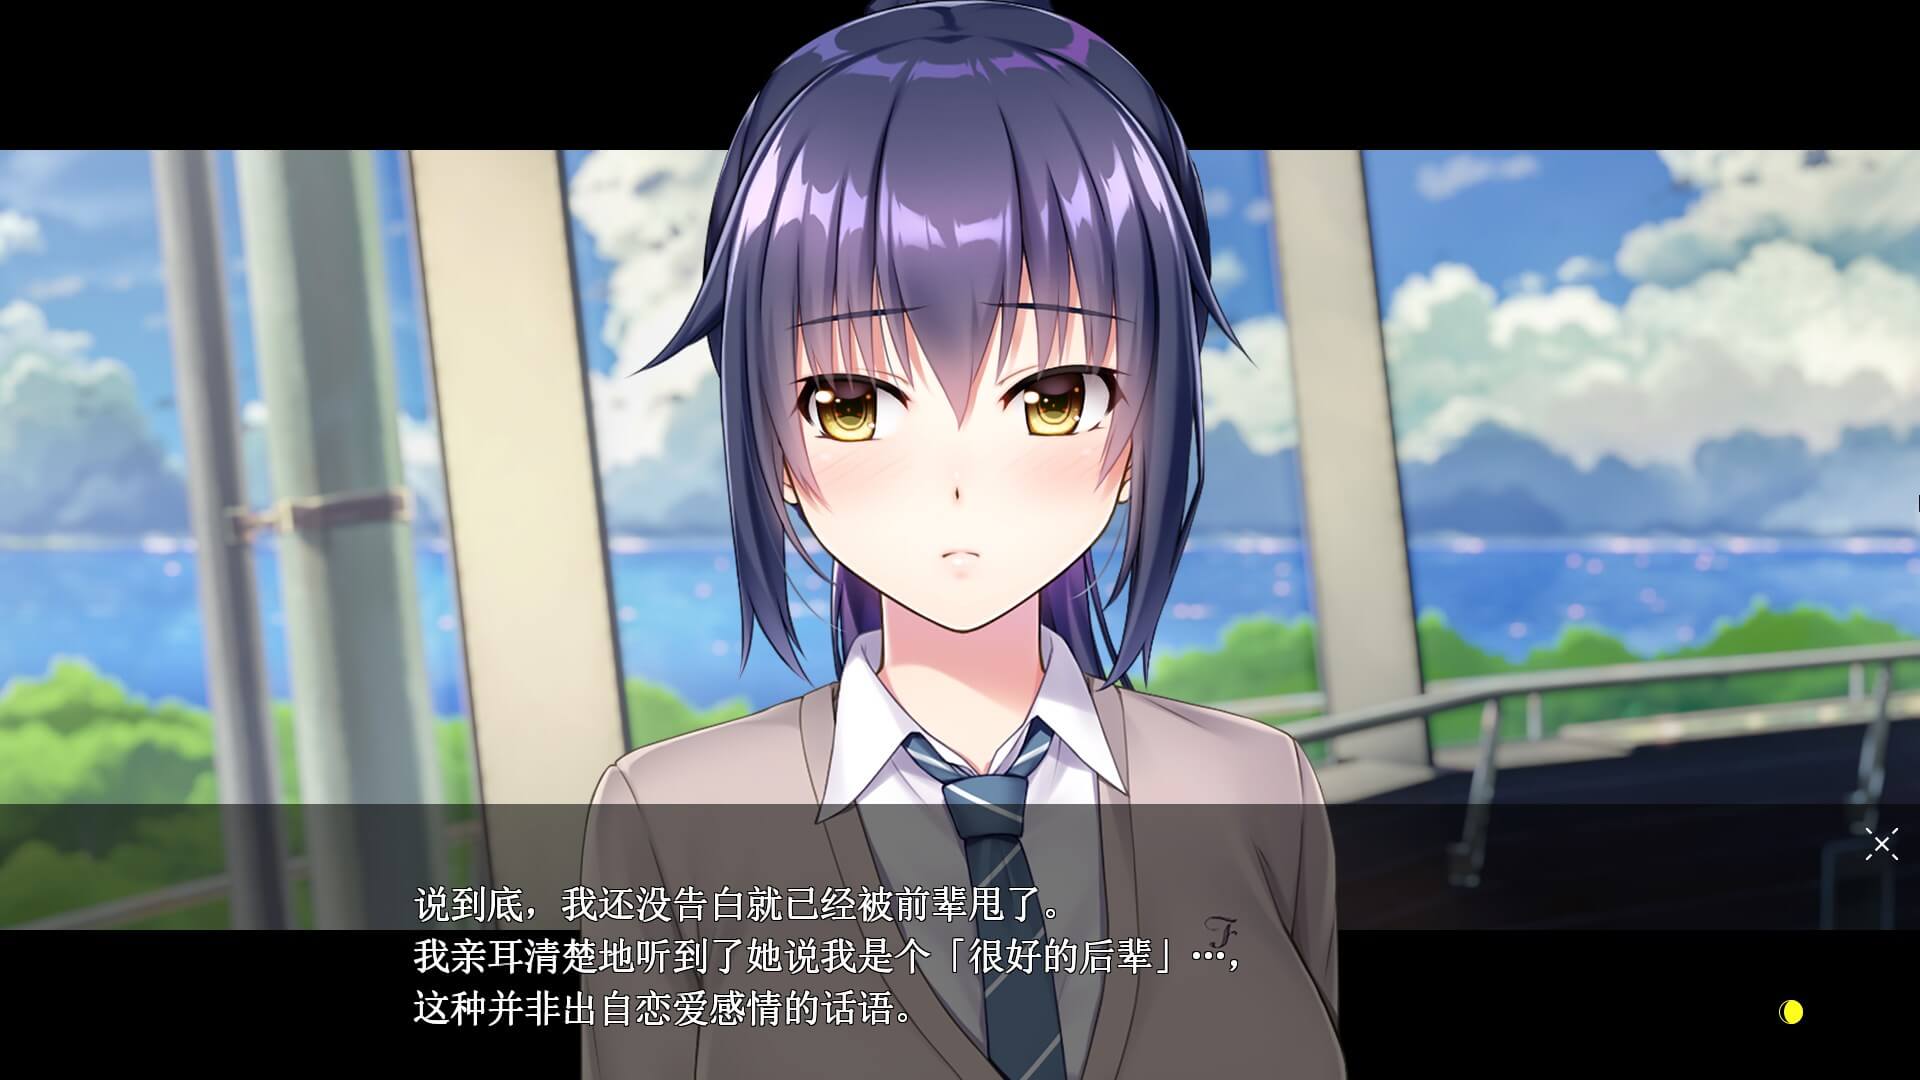 说到底，我还没告白就已经被前辈甩了。
我亲耳清楚地听到了她说我是个「很好的后辈」…，
这种并非出自恋爱感情的话语。